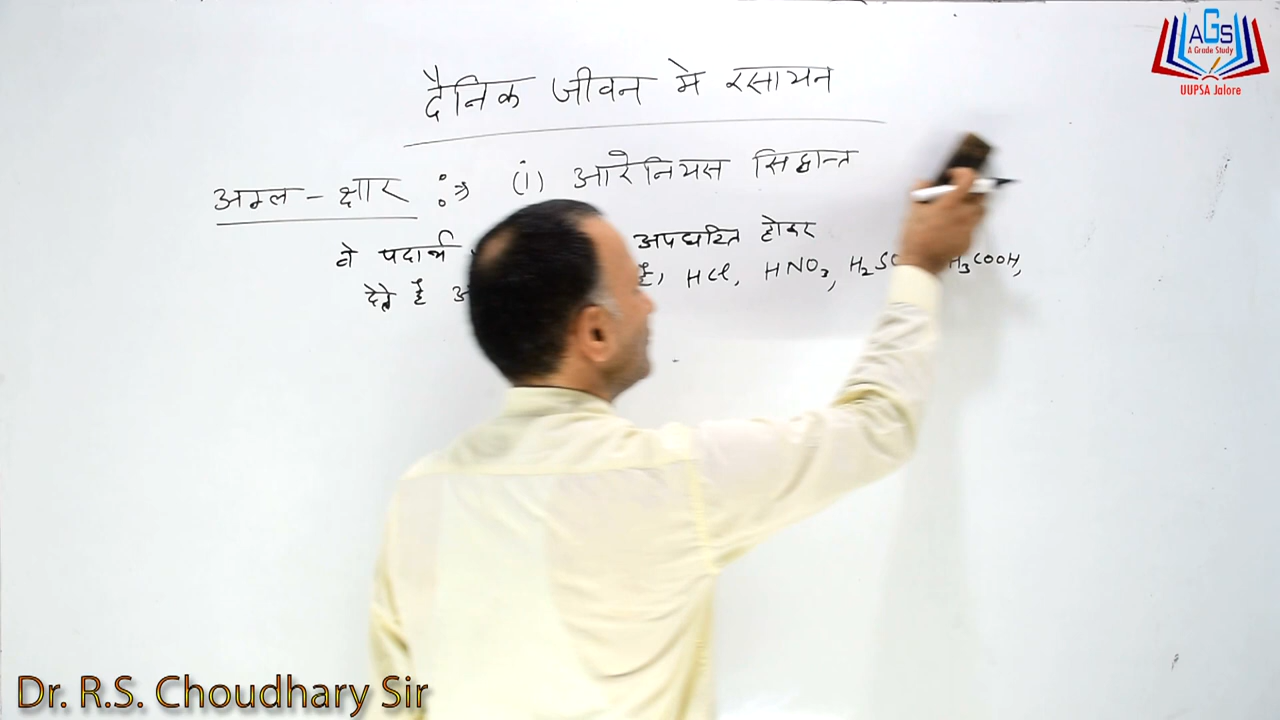 AGS
A Grade Study
UUPSA Jalore
दैनिक जीवन मे रसायन
अम्ल - क्षार :⇒ (i) आरेनियस सिद्धान्त
वे पदार्थ अपघटित होकर
देते है है, HCl, HNO₃, H₂SO COOH,
Dr. R.S. Choudhary Sir